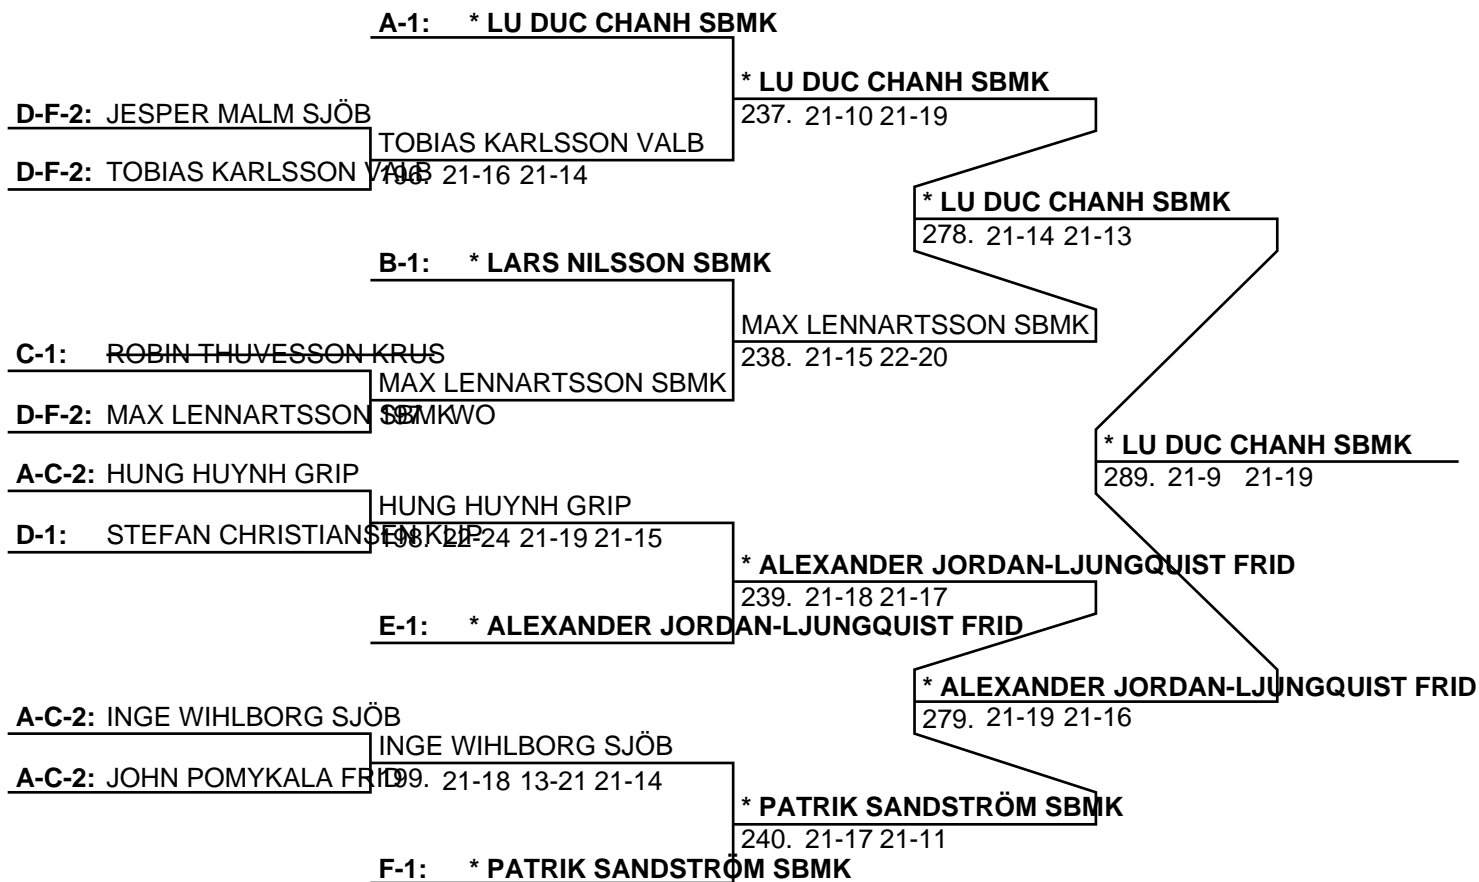 A-1: * LU DUC CHANH SBMK
* LU DUC CHANH SBMK
237. 21-10 21-19
D-F-2: JESPER MALM SJÖB
TOBIAS KARLSSON VALB
D-F-2: TOBIAS KARLSSON VALB
196. 21-16 21-14
* LU DUC CHANH SBMK
278. 21-14 21-13
B-1: * LARS NILSSON SBMK
MAX LENNARTSSON SBMK
238. 21-15 22-20
C-1: ROBIN THUVESSON KRUS
MAX LENNARTSSON SBMK
D-F-2: MAX LENNARTSSON SBMK
197. WO
* LU DUC CHANH SBMK
289. 21-9 21-19
A-C-2: HUNG HUYNH GRIP
HUNG HUYNH GRIP
D-1: STEFAN CHRISTIANSEN KLIP
198. 22-24 21-19 21-15
* ALEXANDER JORDAN-LJUNGQUIST FRID
239. 21-18 21-17
E-1: * ALEXANDER JORDAN-LJUNGQUIST FRID
* ALEXANDER JORDAN-LJUNGQUIST FRID
279. 21-19 21-16
A-C-2: INGE WIHLBORG SJÖB
INGE WIHLBORG SJÖB
A-C-2: JOHN POMYKALA FRID
199. 21-18 13-21 21-14
* PATRIK SANDSTRÖM SBMK
240. 21-17 21-11
F-1: * PATRIK SANDSTRÖM SBMK